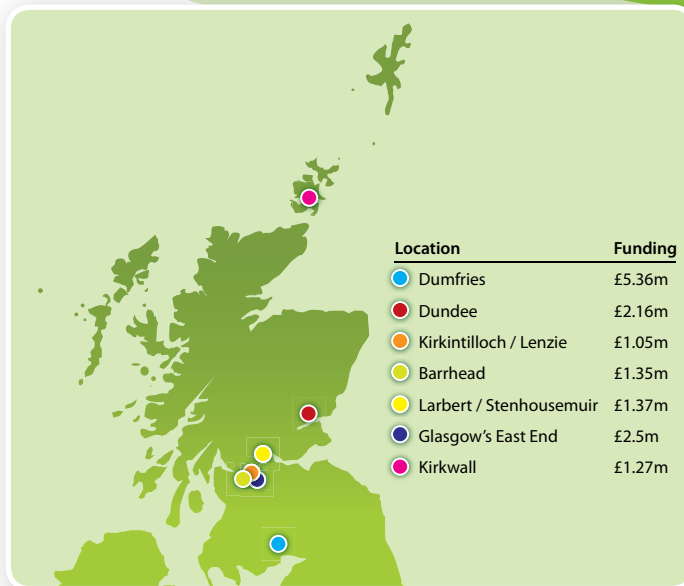 Location Funding
Dumfries £5.36m
Dundee £2.16m
Kirkintilloch / Lenzie £1.05m
Barrhead £1.35m
Larbert / Stenhousemuir £1.37m
Glasgow’s East End £2.5m
Kirkwall £1.27m